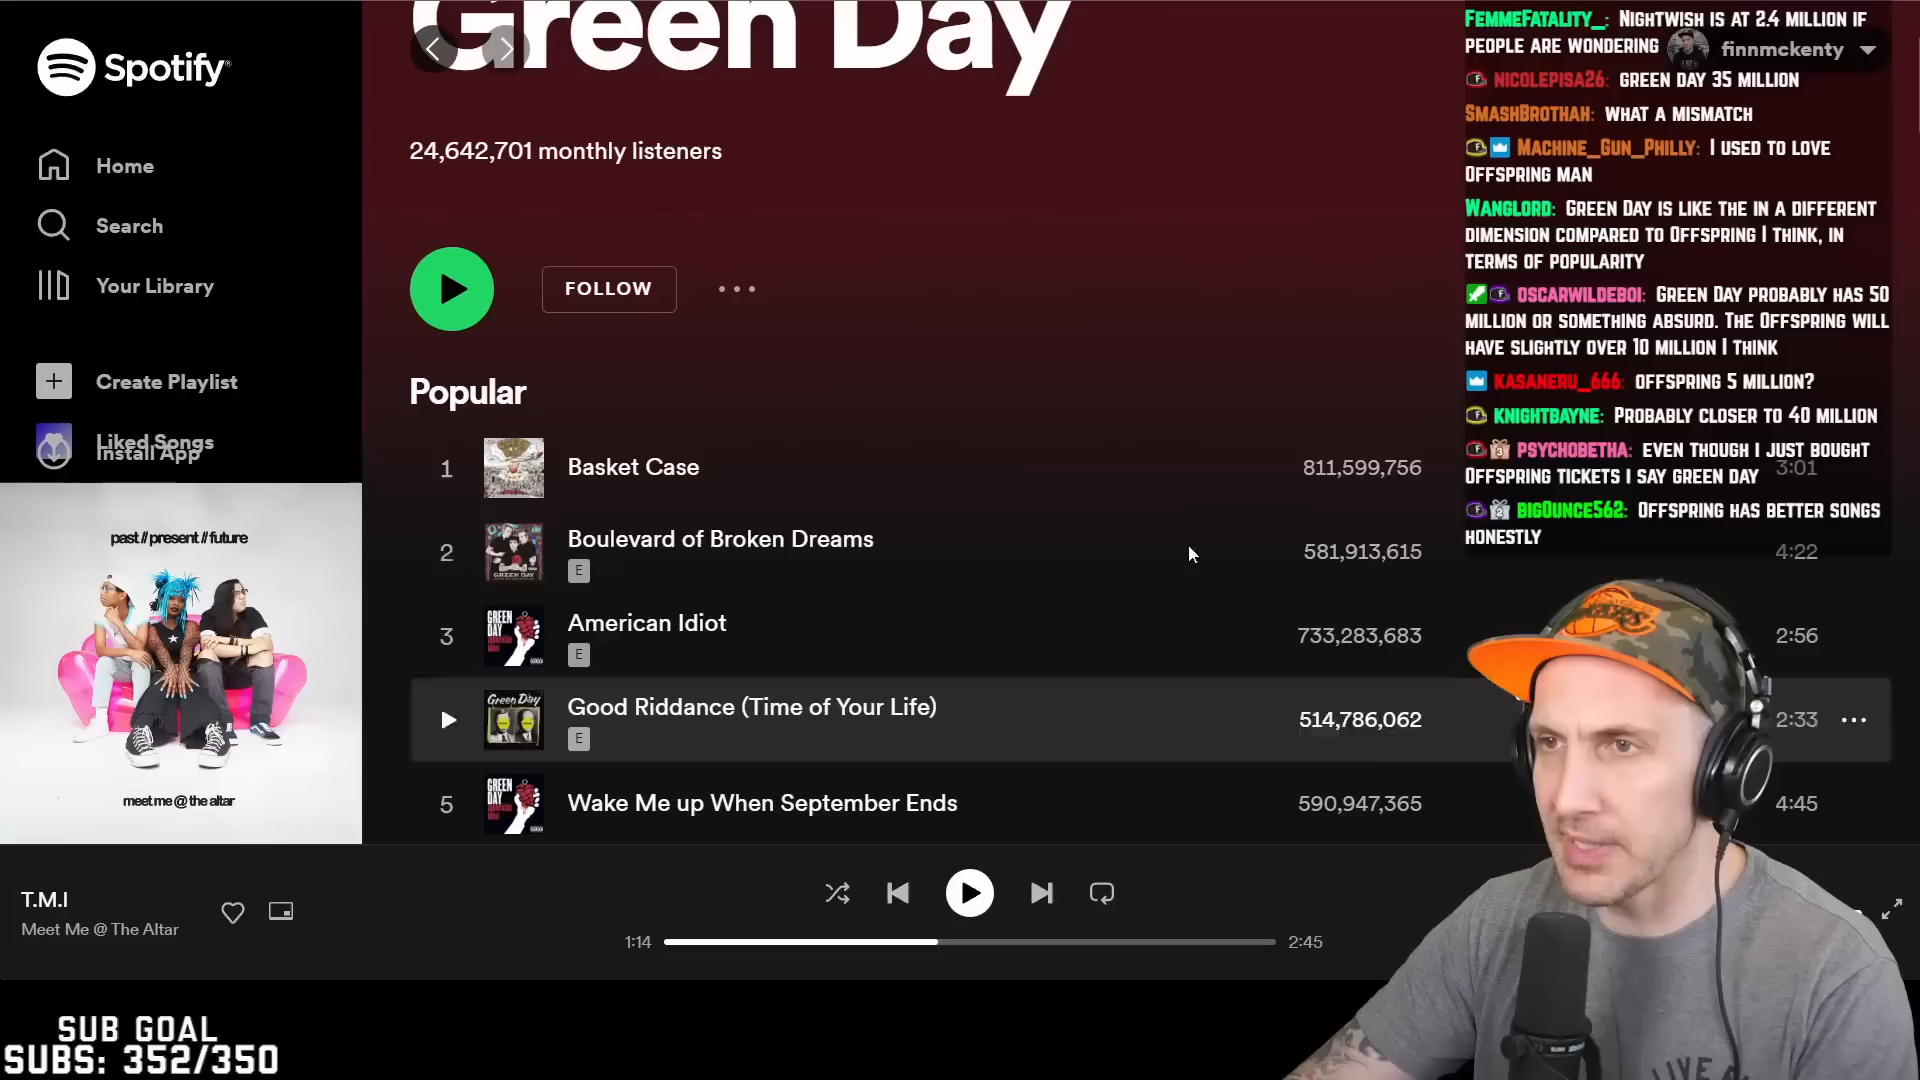 Spotify
Home
Search
Your Library
Create Playlist
Liked Songs
Install App
past // present // future
meet me @ the altar
Green Day
24,642,701 monthly listeners
FOLLOW
Popular
1 Basket Case 811,599,756 3:01
2 Boulevard of Broken Dreams 581,913,615 4:22
E
3 American Idiot 733,283,683 2:56
E
Good Riddance (Time of Your Life) 514,786,062 2:33
E
5 Wake Me up When September Ends 590,947,365 4:45
finnmckenty
FemmeFatality_: Nightwish is at 2.4 million if
people are wondering
nicolepisa26: Green Day 35 million
SmashBrothah: What a mismatch
Machine_Gun_Philly: I used to love
Offspring man
Wanglord: Green Day is like the in a different
dimension compared to Offspring I think, in
terms of popularity
oscarwildeboi: Green Day probably has 50
million or something absurd. The Offspring will
have slightly over 10 million I think
kasaneru_666: offspring 5 million?
knightbayne: Probably closer to 40 million
psychobetha: even though I just bought
offspring tickets I say Green Day
bigounce562: Offspring has better songs
honestly
T.M.I
Meet Me @ The Altar
1:14
2:45
SUB GOAL
SUBS: 352/350